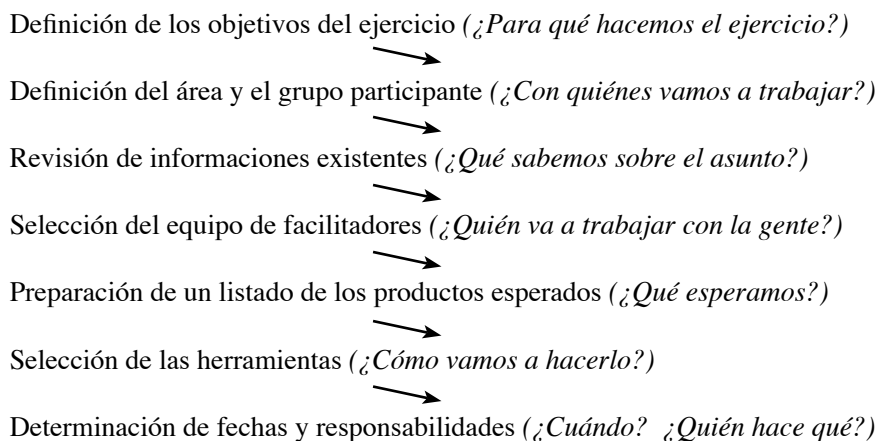 Definición de los objetivos del ejercicio (¿Para qué hacemos el ejercicio?)
Definición del área y el grupo participante (¿Con quiénes vamos a trabajar?)
Revisión de informaciones existentes (¿Qué sabemos sobre el asunto?)
Selección del equipo de facilitadores (¿Quién va a trabajar con la gente?)
Preparación de un listado de los productos esperados (¿Qué esperamos?)
Selección de las herramientas (¿Cómo vamos a hacerlo?)
Determinación de fechas y responsabilidades (¿Cuándo? ¿Quién hace qué?)